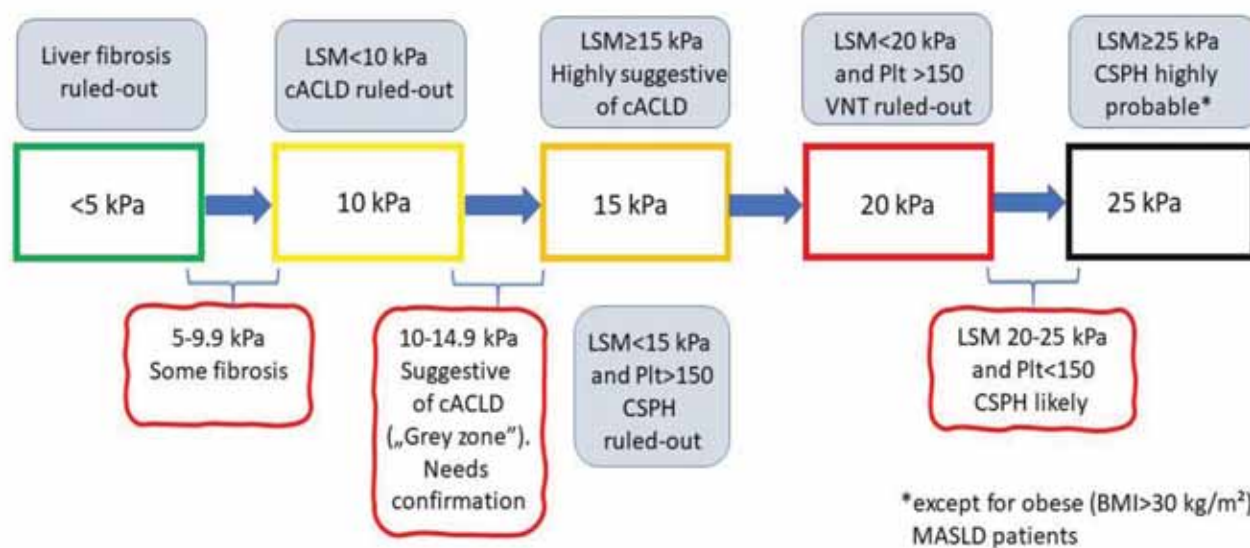 Liver fibrosis
ruled-out
LSM<10 kPa
cACLD ruled-out
LSM≥15 kPa
Highly suggestive
of cACLD
LSM<20 kPa
and Plt >150
VNT ruled-out
LSM≥25 kPa
CSPH highly
probable*
<5 kPa
10 kPa
15 kPa
20 kPa
25 kPa
5-9.9 kPa
Some fibrosis
10-14.9 kPa
Suggestive
of cACLD
(„Grey zone”).
Needs
confirmation
LSM<15 kPa
and Plt>150
CSPH
ruled-out
LSM 20-25 kPa
and Plt<150
CSPH likely
*except for obese (BMI>30 kg/m²)
MASLD patients